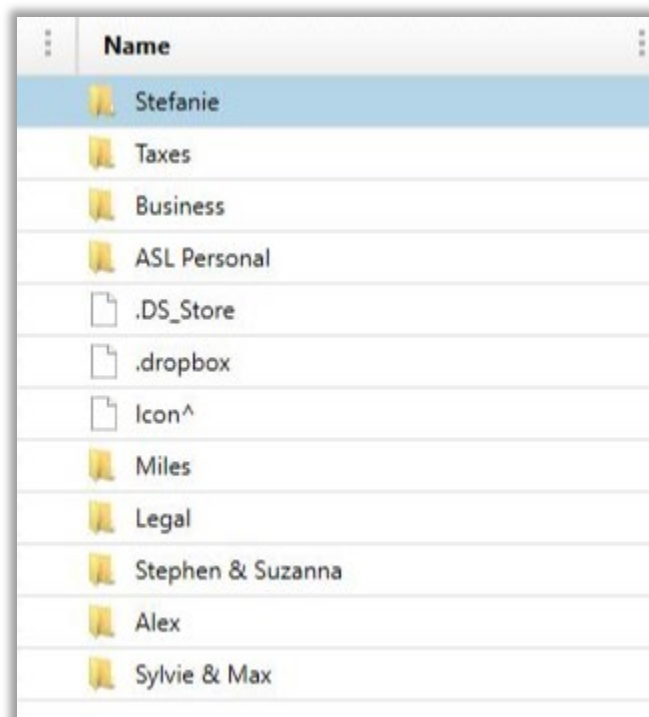 Name
Stefanie
Taxes
Business
ASL Personal
.DS_Store
.dropbox
Icon^
Miles
Legal
Stephen & Suzanna
Alex
Sylvie & Max